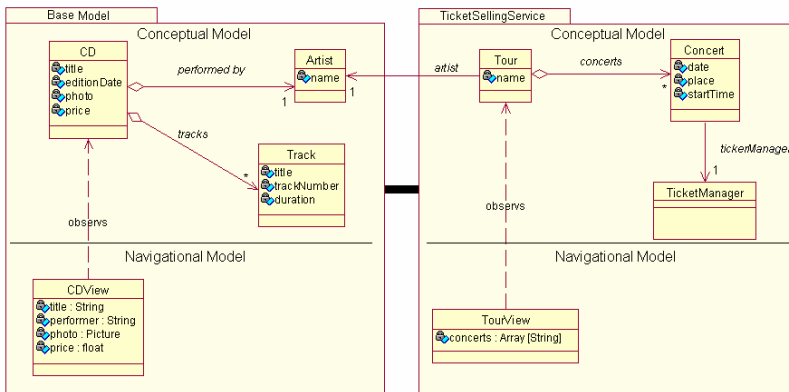 Base Model
Conceptual Model
CD
title
editionDate
photo
price
performed by
1
Artist
name
tracks
*
Track
title
trackNumber
duration
observs
Navigational Model
CDView
title : String
performer : String
photo : Picture
price : float
TicketSellingService
Conceptual Model
artist
1
Tour
name
concerts
*
Concert
date
place
startTime
tickerManager
1
TicketManager
observs
Navigational Model
TourView
concerts : Array [String]